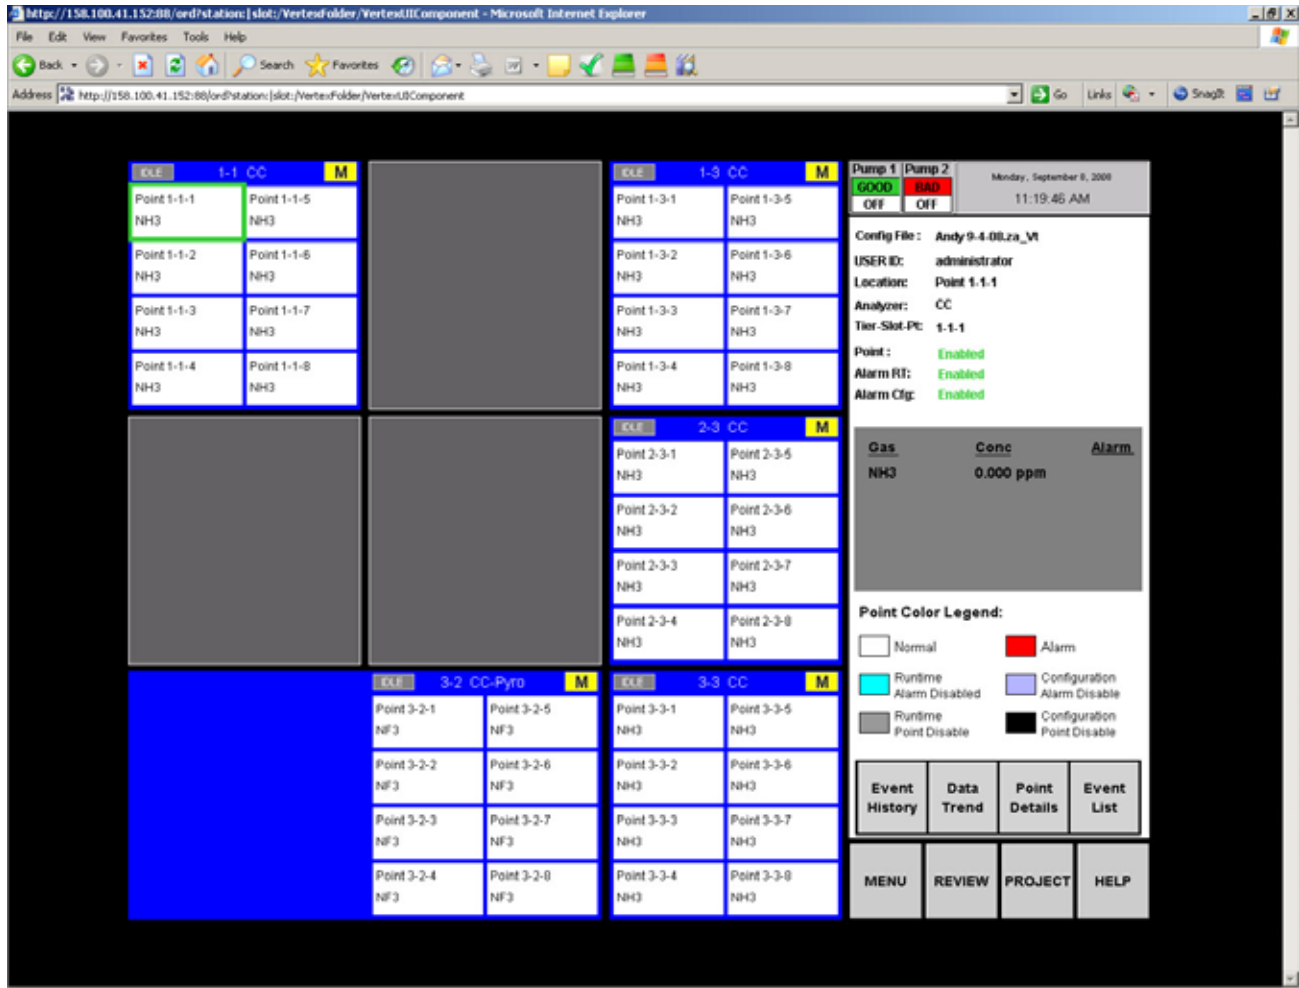 http://158.100.41.152:88/ord?station:|slot:/VertexFolder/VertexUIComponent - Microsoft Internet Explorer
File Edit View Favorites Tools Help
Back Search Favorites
Address http://158.100.41.152:88/ord?station:|slot:/VertexFolder/VertexUIComponent Go Links SnagIt
IDLE 1-1 CC M
Point 1-1-1 Point 1-1-5
NH3 NH3
Point 1-1-2 Point 1-1-6
NH3 NH3
Point 1-1-3 Point 1-1-7
NH3 NH3
Point 1-1-4 Point 1-1-8
NH3 NH3
IDLE 1-3 CC M
Point 1-3-1 Point 1-3-5
NH3 NH3
Point 1-3-2 Point 1-3-6
NH3 NH3
Point 1-3-3 Point 1-3-7
NH3 NH3
Point 1-3-4 Point 1-3-8
NH3 NH3
IDLE 2-3 CC M
Point 2-3-1 Point 2-3-5
NH3 NH3
Point 2-3-2 Point 2-3-6
NH3 NH3
Point 2-3-3 Point 2-3-7
NH3 NH3
Point 2-3-4 Point 2-3-8
NH3 NH3
IDLE 3-2 CC-Pyro M
Point 3-2-1 Point 3-2-5
NF3 NF3
Point 3-2-2 Point 3-2-6
NF3 NF3
Point 3-2-3 Point 3-2-7
NF3 NF3
Point 3-2-4 Point 3-2-8
NF3 NF3
IDLE 3-3 CC M
Point 3-3-1 Point 3-3-5
NH3 NH3
Point 3-3-2 Point 3-3-6
NH3 NH3
Point 3-3-3 Point 3-3-7
NH3 NH3
Point 3-3-4 Point 3-3-8
NH3 NH3
Pump 1 Pump 2
GOOD BAD
OFF OFF
Monday, September 8, 2008
11:19:46 AM
Config File : Andy 9-4-08.za_Vt
USER ID: administrator
Location: Point 1-1-1
Analyzer: CC
Tier-Slot-Pt: 1-1-1
Point : Enabled
Alarm RT: Enabled
Alarm Cfg: Enabled
Gas Conc Alarm
NH3 0.000 ppm
Point Color Legend:
Normal Alarm
Runtime Alarm Disabled
Configuration Alarm Disable
Runtime Point Disable
Configuration Point Disable
Event History
Data Trend
Point Details
Event List
MENU REVIEW PROJECT HELP